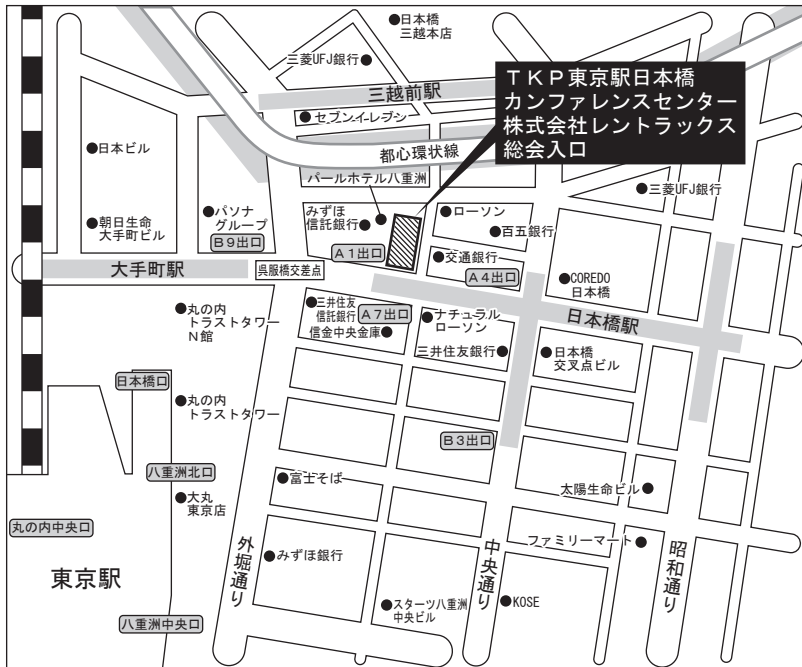 日本橋
三越本店
三菱UFJ銀行
三越前駅
セブンイレブン
TKP東京駅日本橋
カンファレンスセンター
株式会社レントラックス
総会入口
都心環状線
日本ビル
パールホテル八重洲
三菱UFJ銀行
朝日生命
大手町ビル
パソナ
グループ
B9出口
みずほ
信託銀行
ローソン
百五銀行
A1出口
交通銀行
A4出口
大手町駅
呉服橋交差点
COREDO
日本橋
丸の内
トラストタワー
N館
三井住友
信託銀行
A7出口
信金中央金庫
ナチュラル
ローソン
日本橋駅
三井住友銀行
日本橋
交叉点ビル
日本橋口
丸の内
トラストタワー
B3出口
八重洲北口
富士そば
太陽生命ビル
大丸
東京店
丸の内中央口
外堀通り
中央通り
ファミリーマート
昭和通り
東京駅
みずほ銀行
スターツ八重洲
中央ビル
KOSE
八重洲中央口